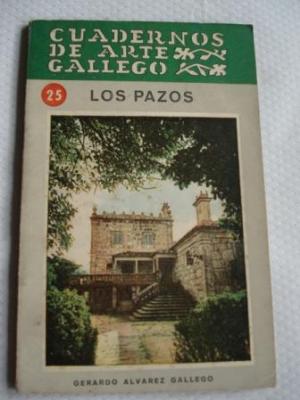 CUADERNOS
DE ARTE
GALLEGO
25 LOS PAZOS
GERARDO ALVAREZ GALLEGO